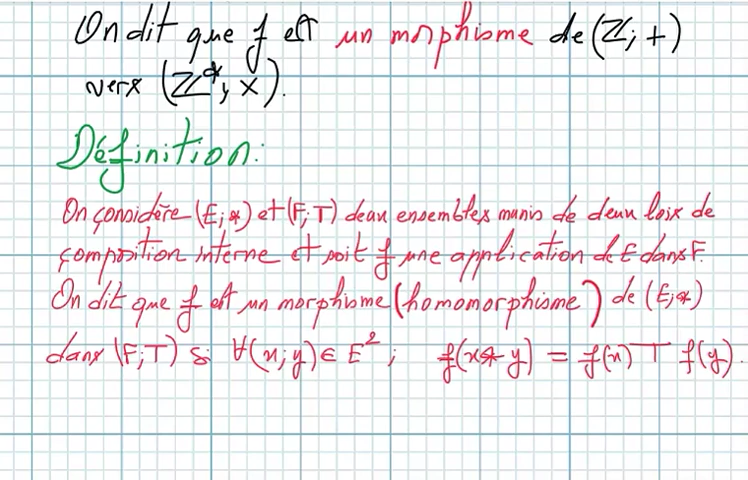 On dit que f est un morphisme de (ℤ; +)
vers (ℤ*, ×).
Définition:
On considère (E; *) et (F, T) deux ensembles munis de deux lois de
composition interne et soit f une application de E dans F.
On dit que f est un morphisme (homomorphisme) de (E; *)
dans (F; T) si ∀(x; y) ∈ E² ; f(x * y) = f(x) T f(y).